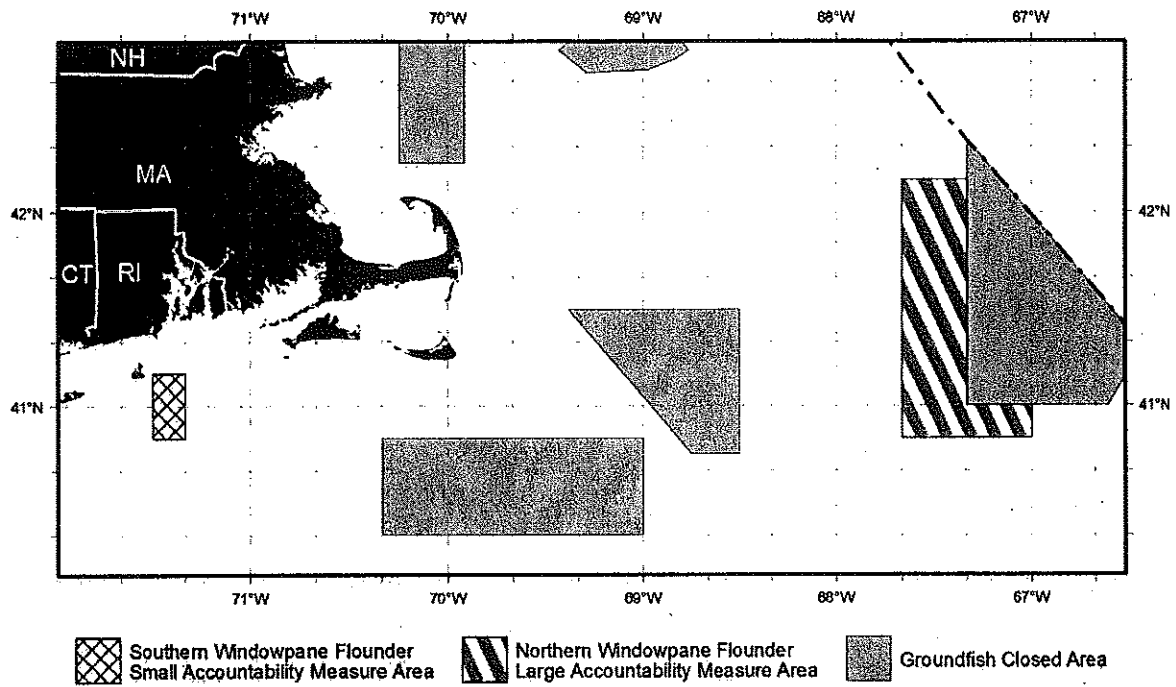 71°W 70°W 69°W 68°W 67°W
NH
MA
42°N 42°N
CT RI
41°N 41°N
71°W 70°W 69°W 68°W 67°W
Southern Windowpane Flounder
Small Accountability Measure Area
Northern Windowpane Flounder
Large Accountability Measure Area
Groundfish Closed Area